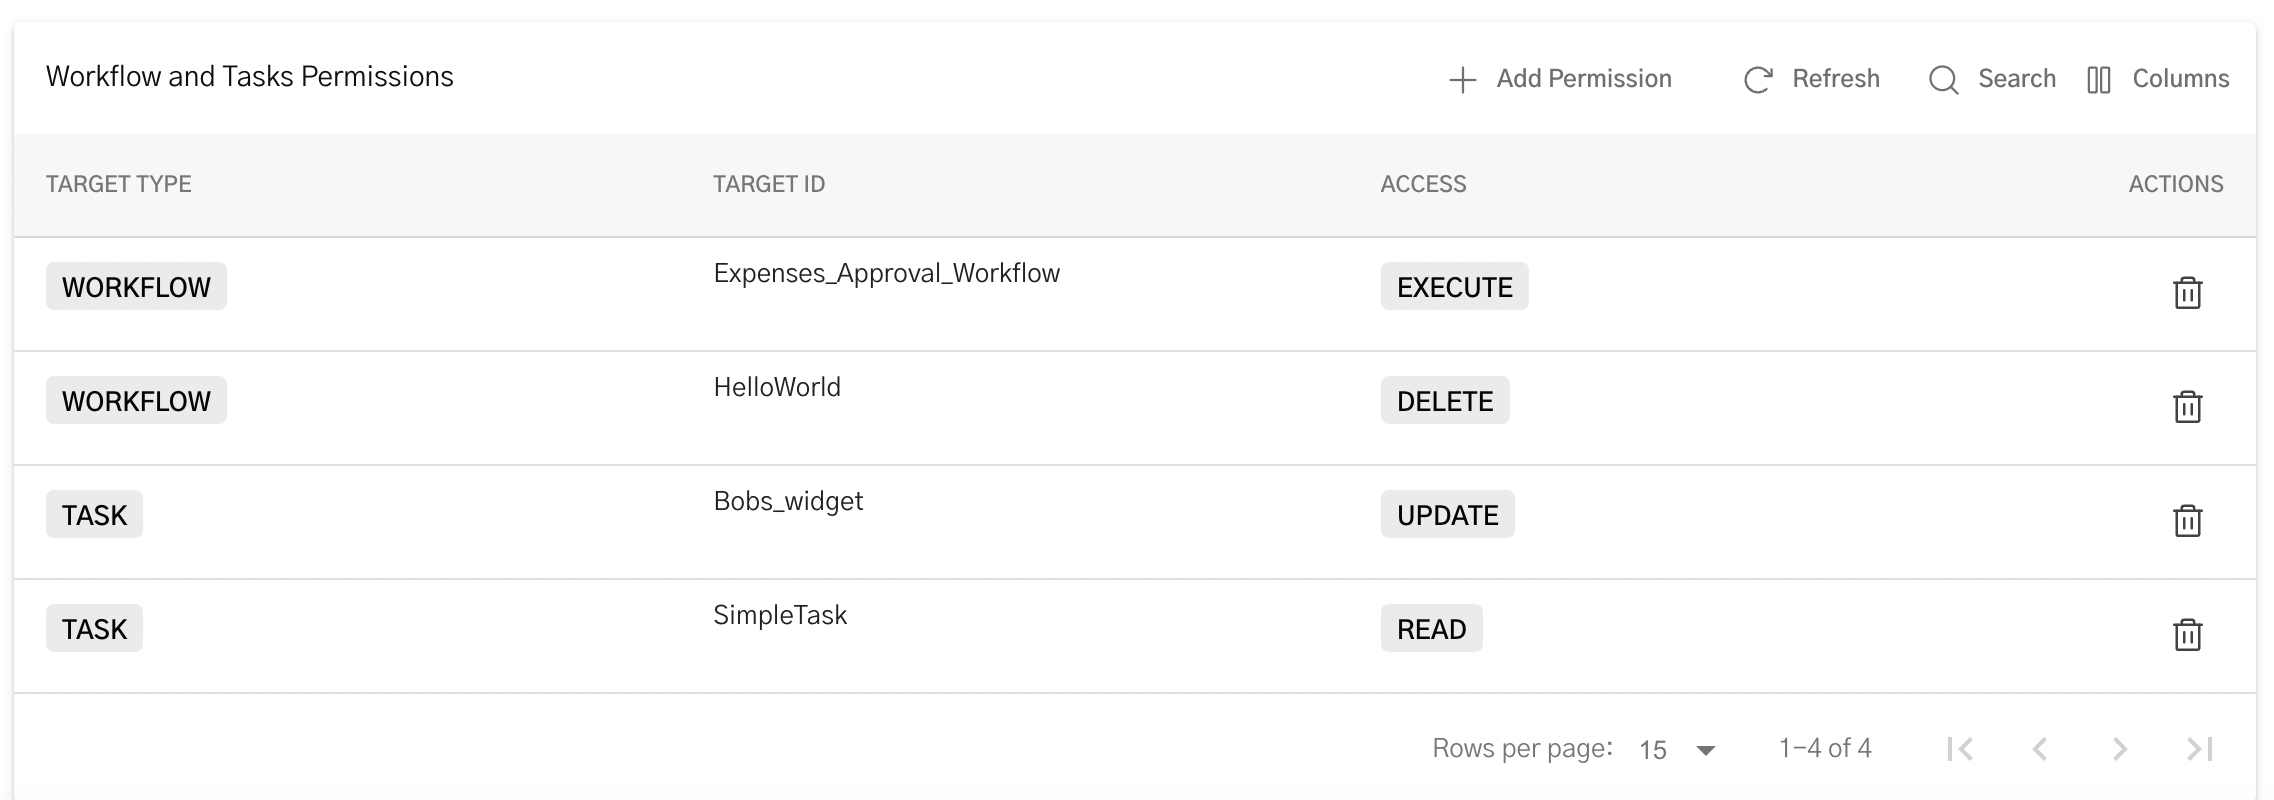 Workflow and Tasks Permissions
Add Permission Refresh Search Columns
TARGET TYPE TARGET ID ACCESS ACTIONS
WORKFLOW Expenses_Approval_Workflow EXECUTE
WORKFLOW HelloWorld DELETE
TASK Bobs_widget UPDATE
TASK SimpleTask READ
Rows per page: 15 1–4 of 4